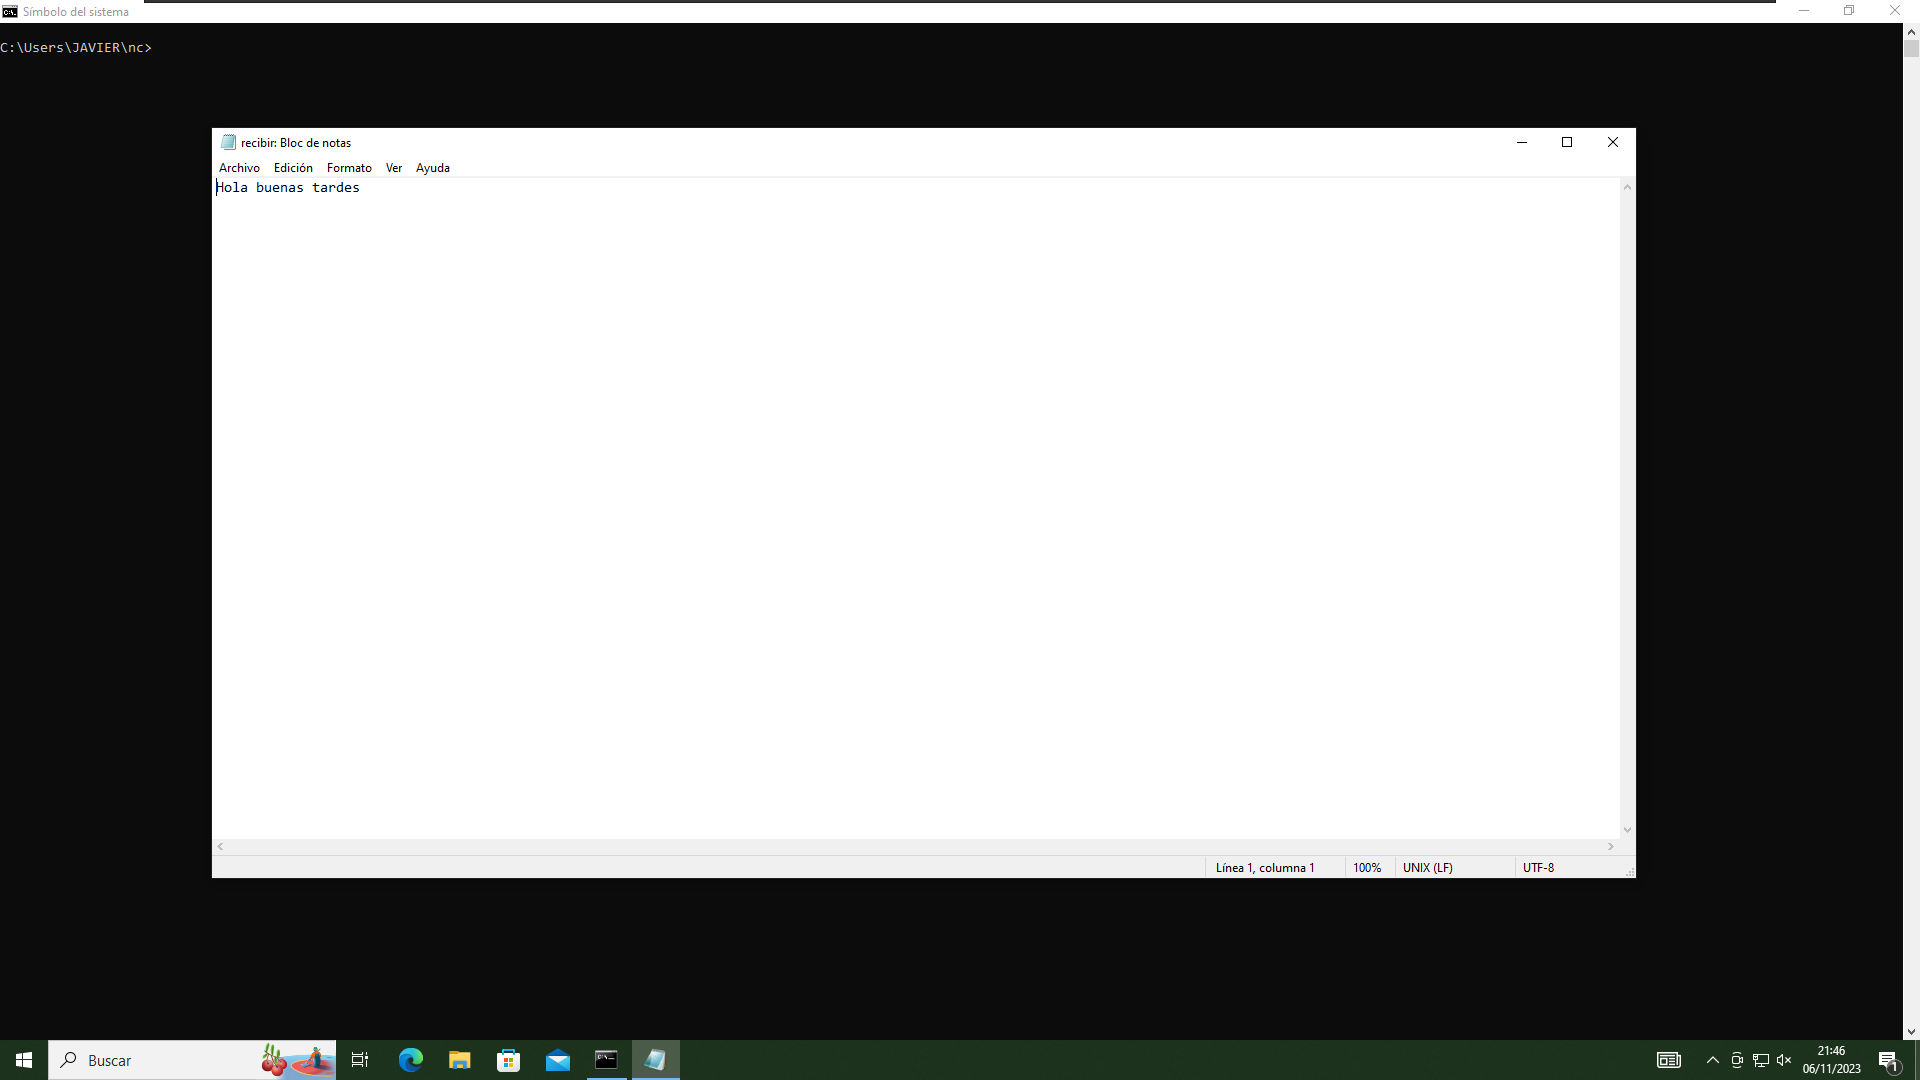 Símbolo del sistema
C:\Users\JAVIER\nc>
recibir: Bloc de notas
Archivo Edición Formato Ver Ayuda
Hola buenas tardes
Línea 1, columna 1 100% UNIX (LF) UTF-8
Buscar
21:46
06/11/2023
1